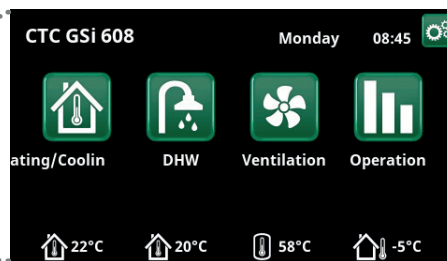 CTC GSi 608 Monday 08:45
ating/Coolin DHW Ventilation Operation
22°C 20°C 58°C -5°C